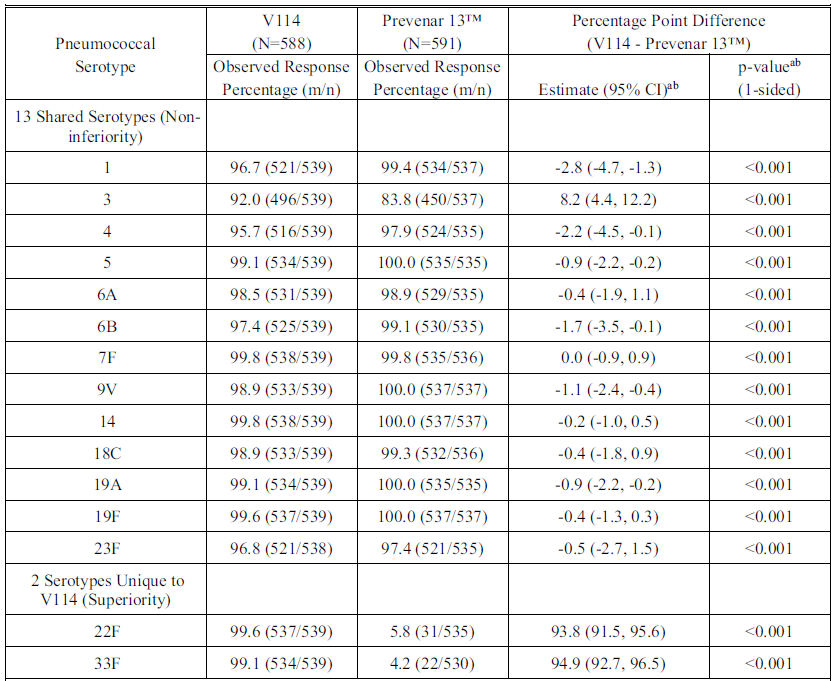 Pneumococcal Serotype | V114 (N=588) | Prevenar 13™ (N=591) | Percentage Point Difference (V114 - Prevenar 13™)
Observed Response Percentage (m/n) | Observed Response Percentage (m/n) | Estimate (95% CI)ab | p-valueab (1-sided)
13 Shared Serotypes (Non-inferiority)
1 | 96.7 (521/539) | 99.4 (534/537) | -2.8 (-4.7, -1.3) | <0.001
3 | 92.0 (496/539) | 83.8 (450/537) | 8.2 (4.4, 12.2) | <0.001
4 | 95.7 (516/539) | 97.9 (524/535) | -2.2 (-4.5, -0.1) | <0.001
5 | 99.1 (534/539) | 100.0 (535/535) | -0.9 (-2.2, -0.2) | <0.001
6A | 98.5 (531/539) | 98.9 (529/535) | -0.4 (-1.9, 1.1) | <0.001
6B | 97.4 (525/539) | 99.1 (530/535) | -1.7 (-3.5, -0.1) | <0.001
7F | 99.8 (538/539) | 99.8 (535/536) | 0.0 (-0.9, 0.9) | <0.001
9V | 98.9 (533/539) | 100.0 (537/537) | -1.1 (-2.4, -0.4) | <0.001
14 | 99.8 (538/539) | 100.0 (537/537) | -0.2 (-1.0, 0.5) | <0.001
18C | 98.9 (533/539) | 99.3 (532/536) | -0.4 (-1.8, 0.9) | <0.001
19A | 99.1 (534/539) | 100.0 (535/535) | -0.9 (-2.2, -0.2) | <0.001
19F | 99.6 (537/539) | 100.0 (537/537) | -0.4 (-1.3, 0.3) | <0.001
23F | 96.8 (521/538) | 97.4 (521/535) | -0.5 (-2.7, 1.5) | <0.001
2 Serotypes Unique to V114 (Superiority)
22F | 99.6 (537/539) | 5.8 (31/535) | 93.8 (91.5, 95.6) | <0.001
33F | 99.1 (534/539) | 4.2 (22/530) | 94.9 (92.7, 96.5) | <0.001